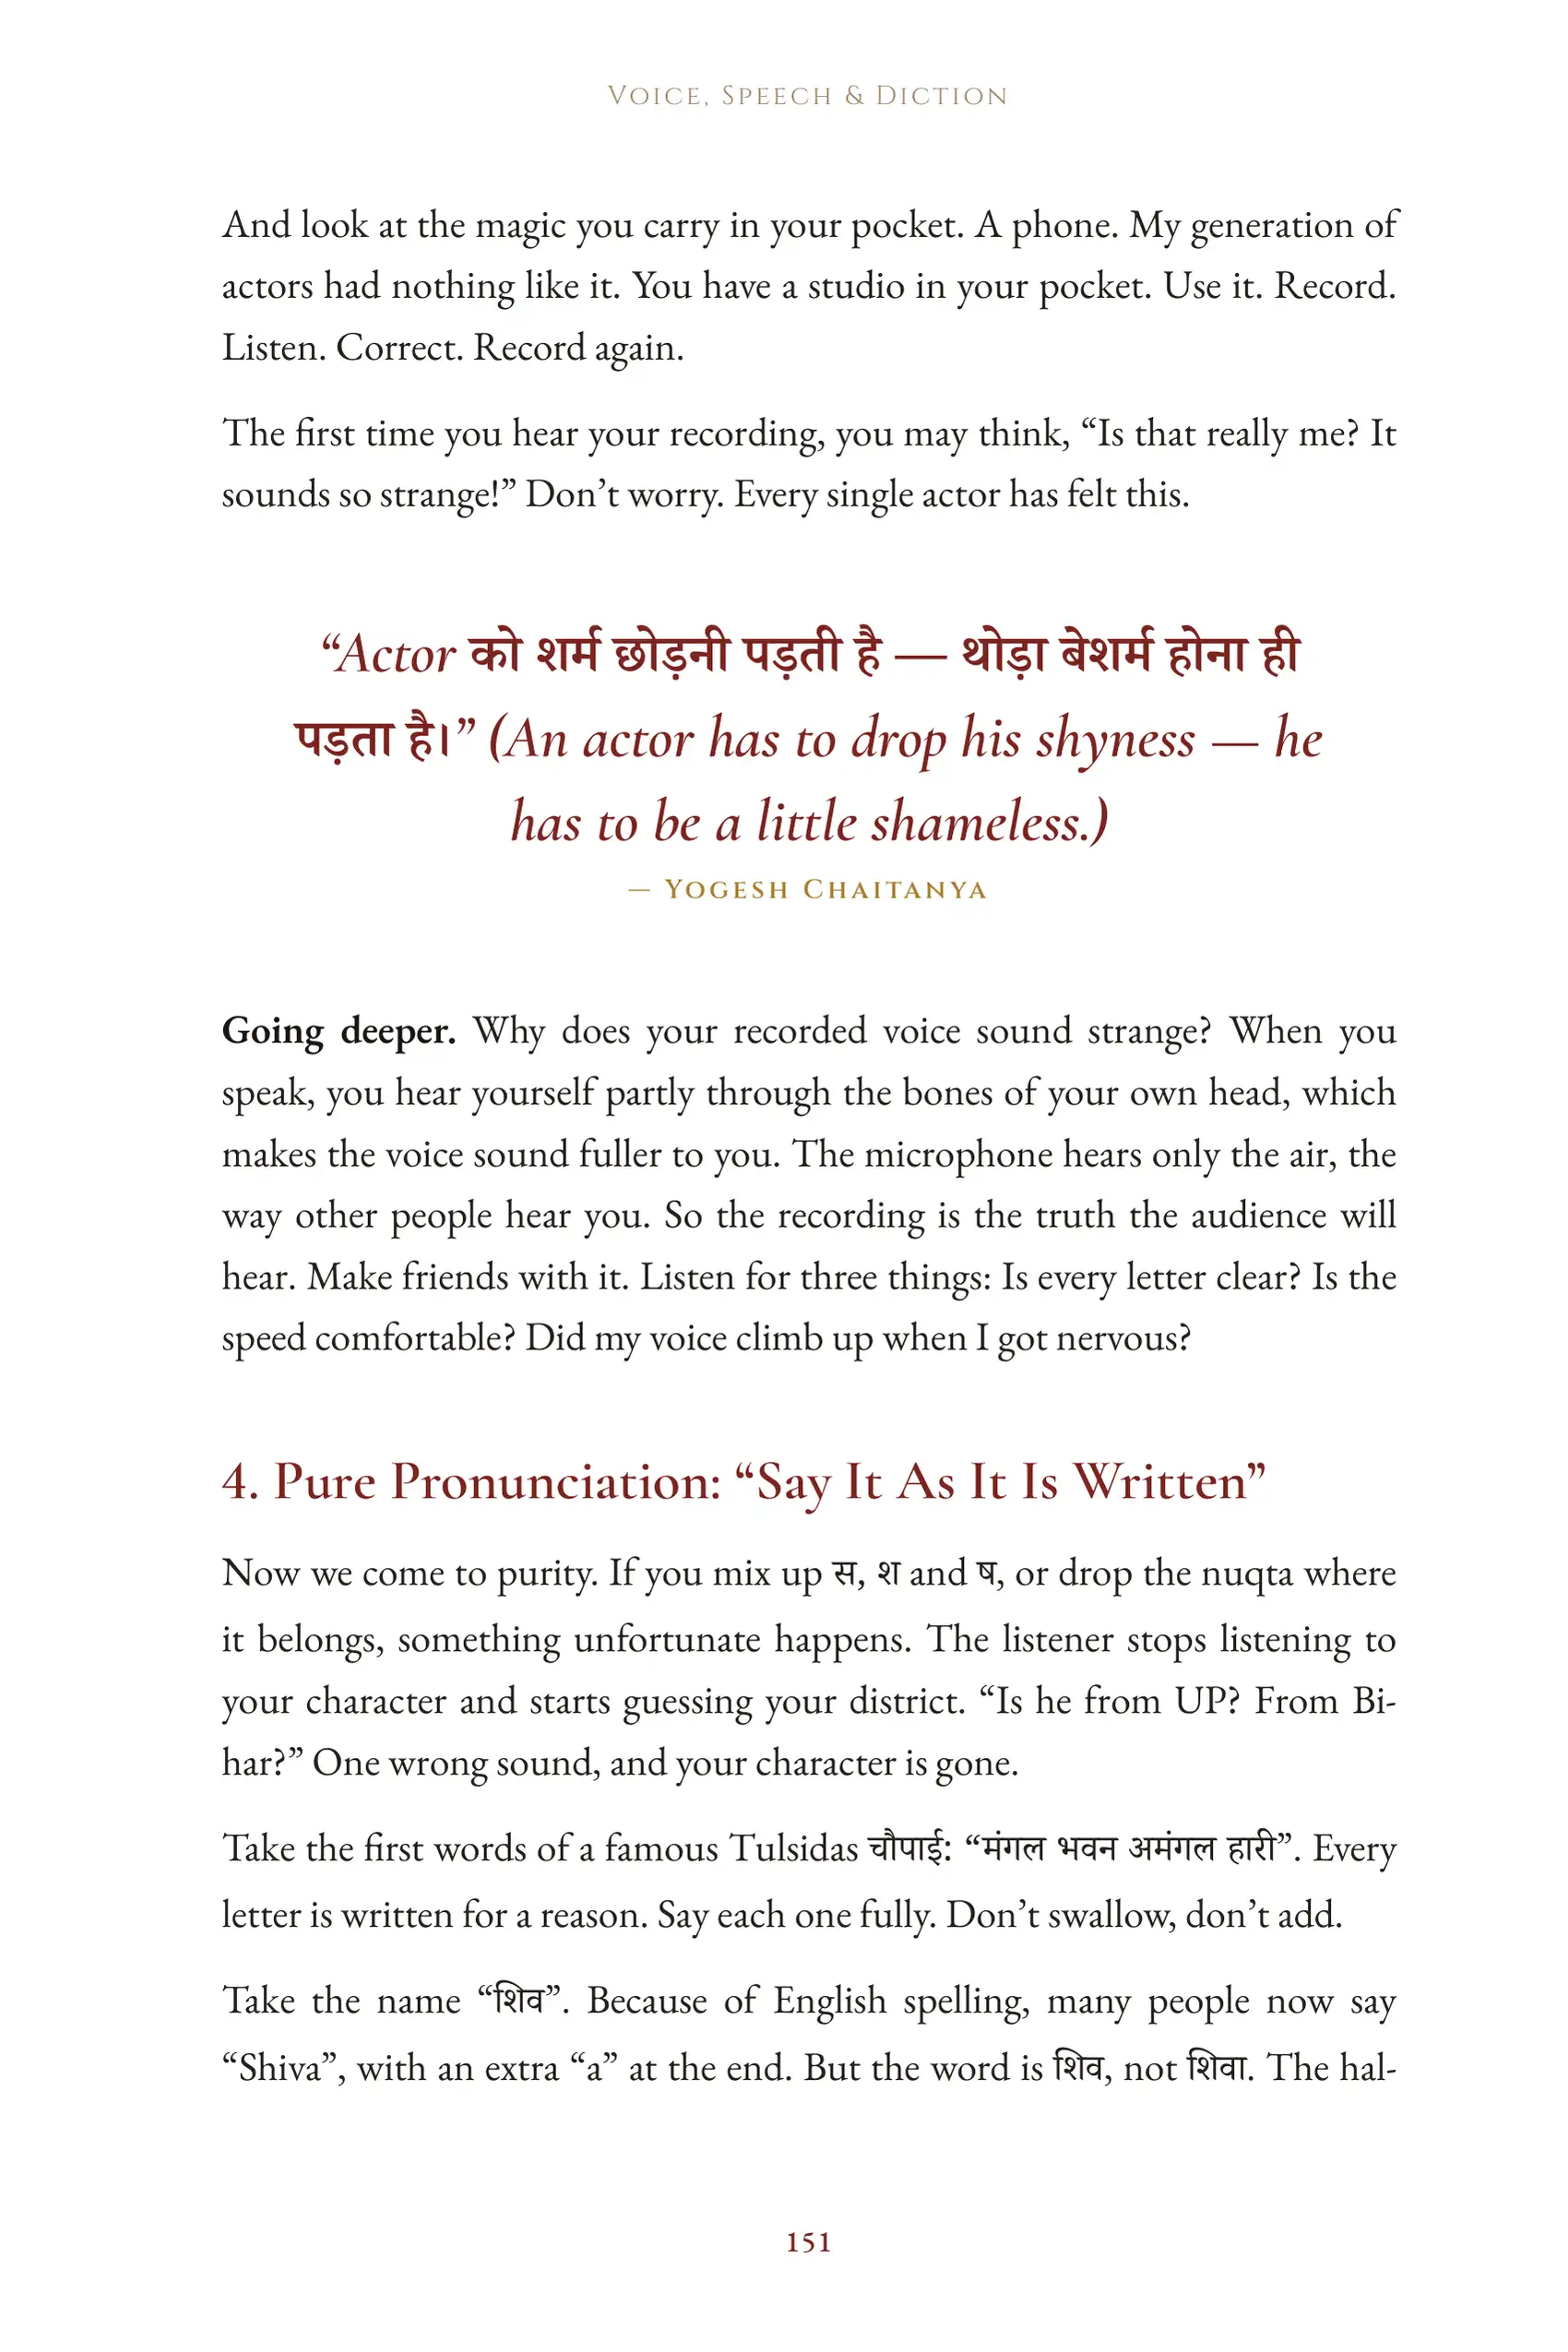 VOICE, SPEECH & DICTION
And look at the magic you carry in your pocket. A phone. My generation of
actors had nothing like it. You have a studio in your pocket. Use it. Record.
Listen. Correct. Record again.
The first time you hear your recording, you may think, “Is that really me? It
sounds so strange!” Don’t worry. Every single actor has felt this.
“Actor को शर्म छोड़नी पड़ती है — थोड़ा बेशर्म होना ही
पड़ता है।” (An actor has to drop his shyness — he
has to be a little shameless.)
— YOGESH CHAITANYA
Going deeper. Why does your recorded voice sound strange? When you
speak, you hear yourself partly through the bones of your own head, which
makes the voice sound fuller to you. The microphone hears only the air, the
way other people hear you. So the recording is the truth the audience will
hear. Make friends with it. Listen for three things: Is every letter clear? Is the
speed comfortable? Did my voice climb up when I got nervous?
4. Pure Pronunciation: “Say It As It Is Written”
Now we come to purity. If you mix up स, श and ष, or drop the nuqta where
it belongs, something unfortunate happens. The listener stops listening to
your character and starts guessing your district. “Is he from UP? From Bi-
har?” One wrong sound, and your character is gone.
Take the first words of a famous Tulsidas चौपाई: “मंगल भवन अमंगल हारी”. Every
letter is written for a reason. Say each one fully. Don’t swallow, don’t add.
Take the name “शिव”. Because of English spelling, many people now say
“Shiva”, with an extra “a” at the end. But the word is शिव, not शिवा. The hal-
151